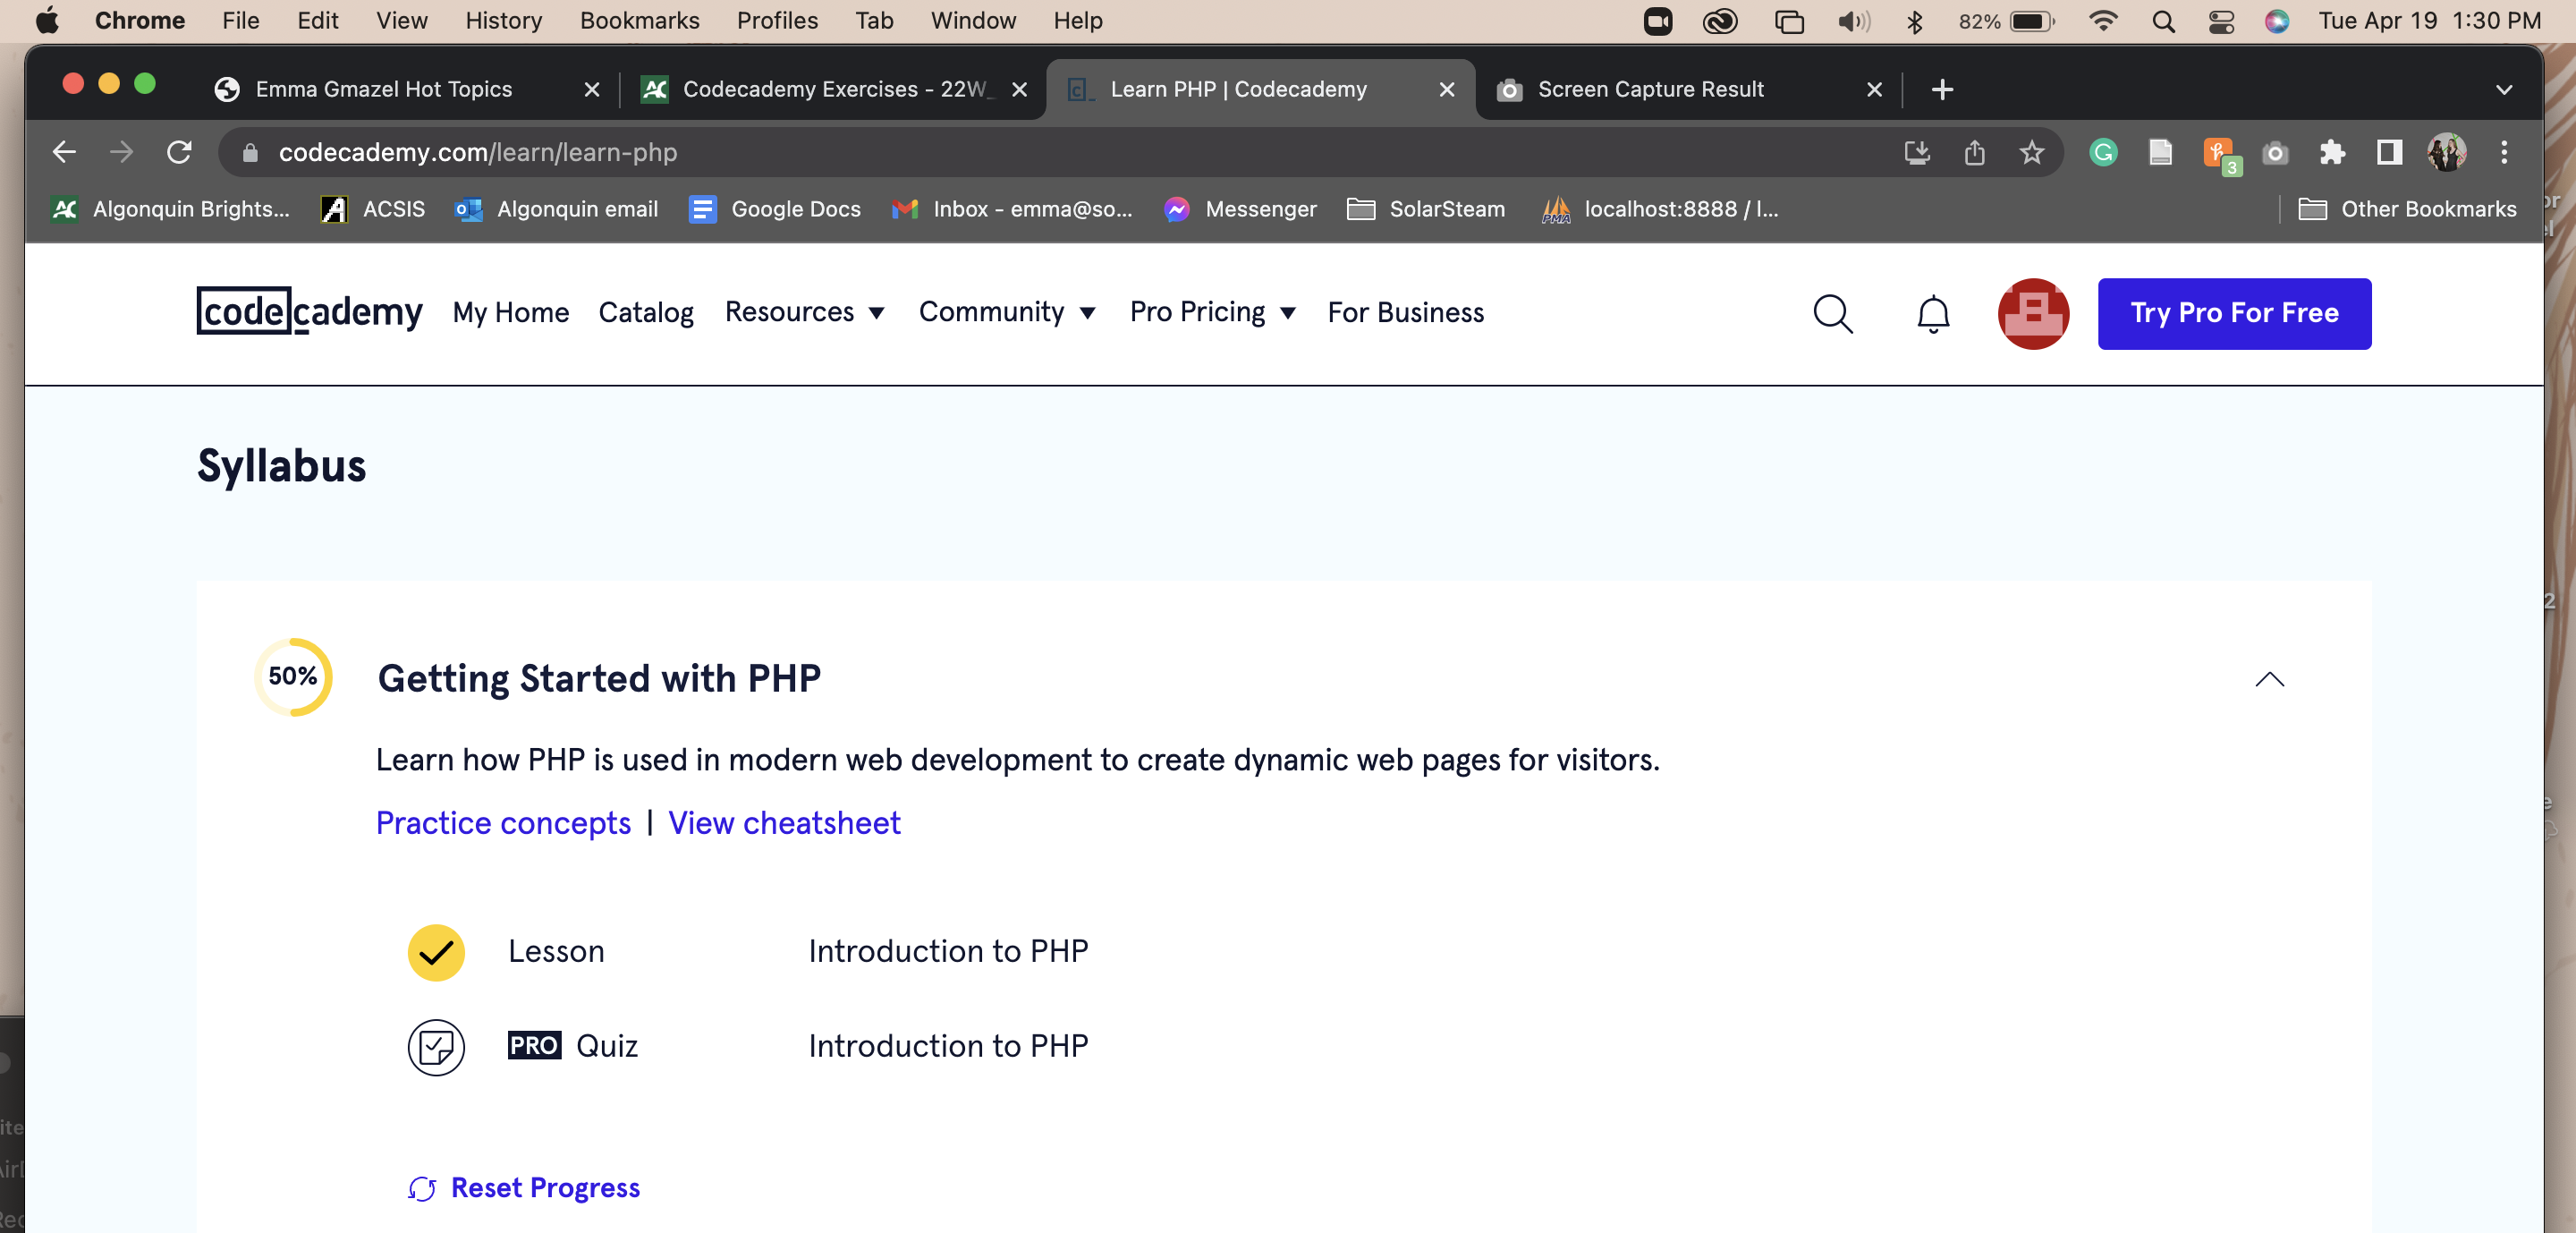 Chrome File Edit View History Bookmarks Profiles Tab Window Help 82% Tue Apr 19 1:30 PM
Emma Gmazel Hot Topics AC Codecademy Exercises - 22W_ Learn PHP | Codecademy Screen Capture Result
codecademy.com/learn/learn-php 3
AC Algonquin Brights... ACSIS Algonquin email Google Docs Inbox - emma@so... Messenger SolarSteam PMA localhost:8888 / l... Other Bookmarks
codecademy My Home Catalog Resources Community Pro Pricing For Business Try Pro For Free
Syllabus
50% Getting Started with PHP
Learn how PHP is used in modern web development to create dynamic web pages for visitors.
Practice concepts | View cheatsheet
Lesson Introduction to PHP
PRO Quiz Introduction to PHP
Reset Progress